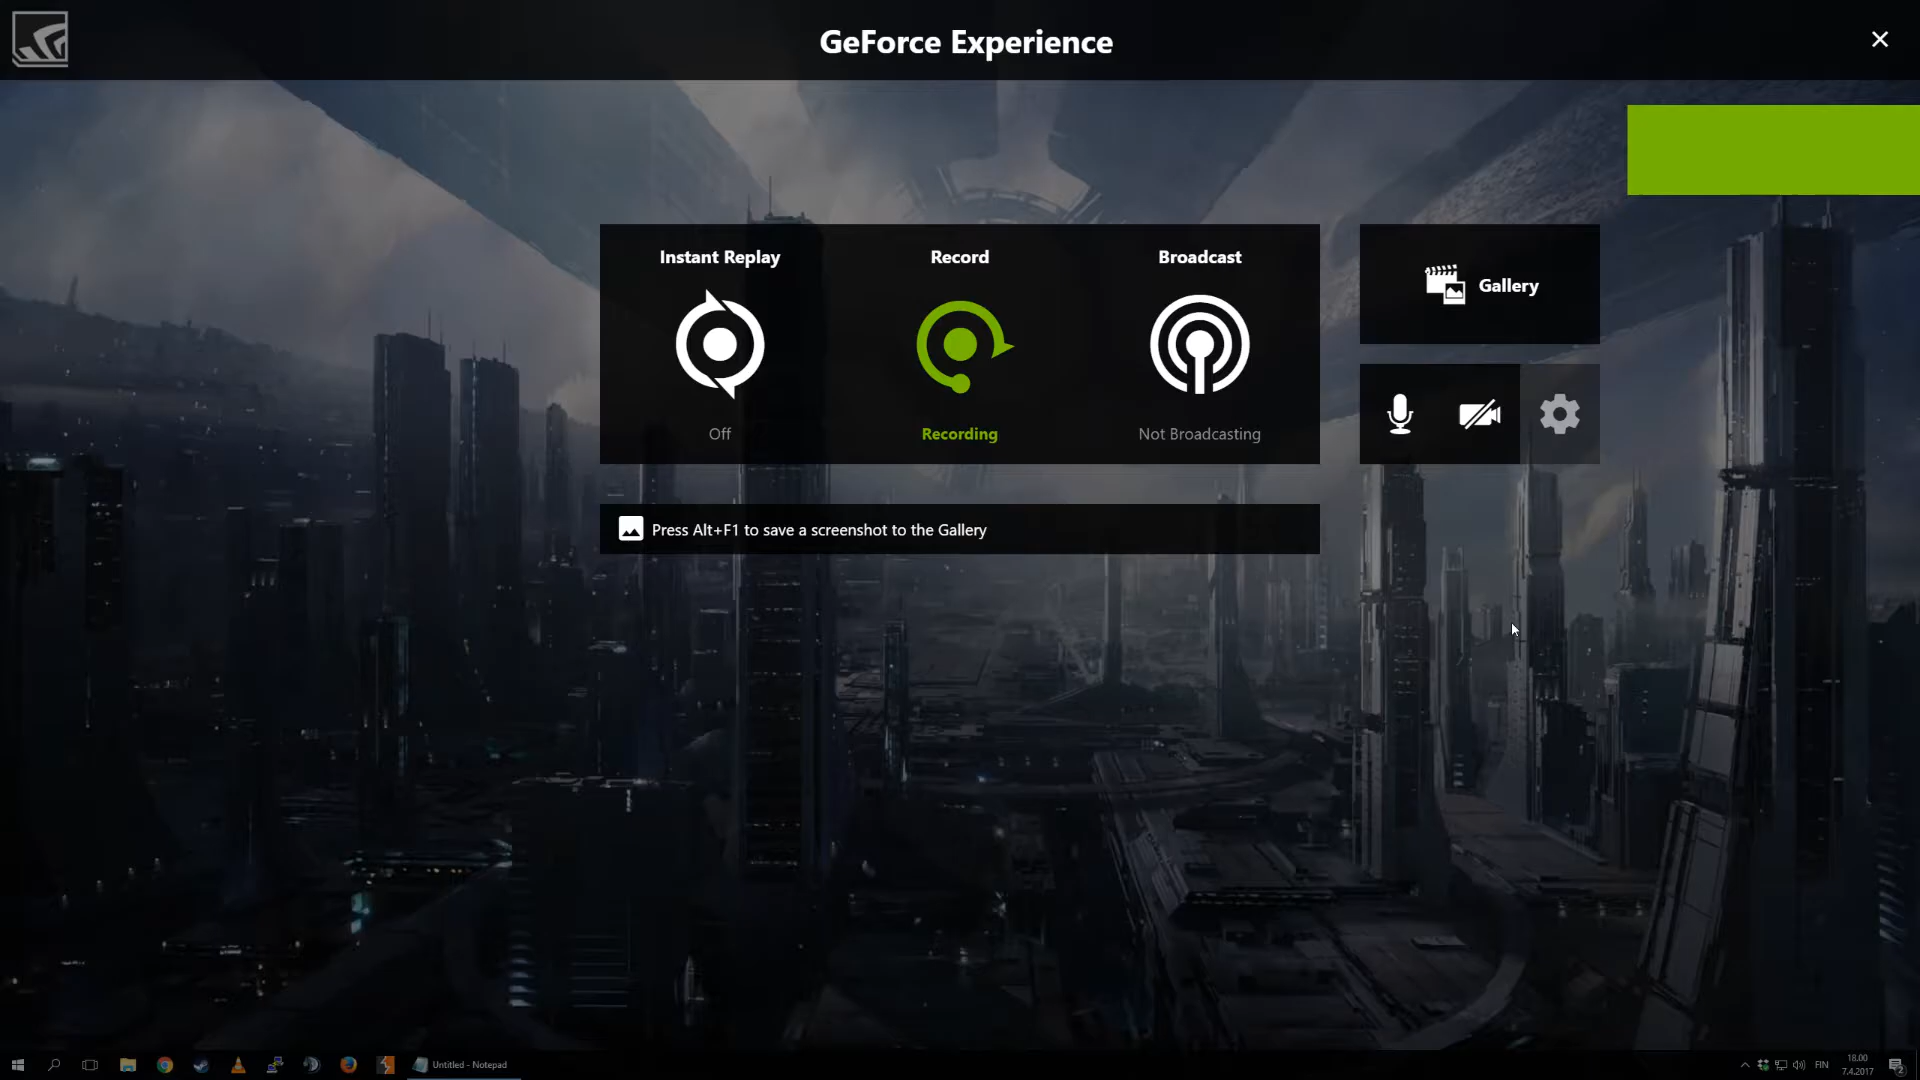 GeForce Experience
Instant Replay
Record
Broadcast
Gallery
Off
Recording
Not Broadcasting
Press Alt+F1 to save a screenshot to the Gallery
Untitled - Notepad
FIN
18.00
7.4.2017
2